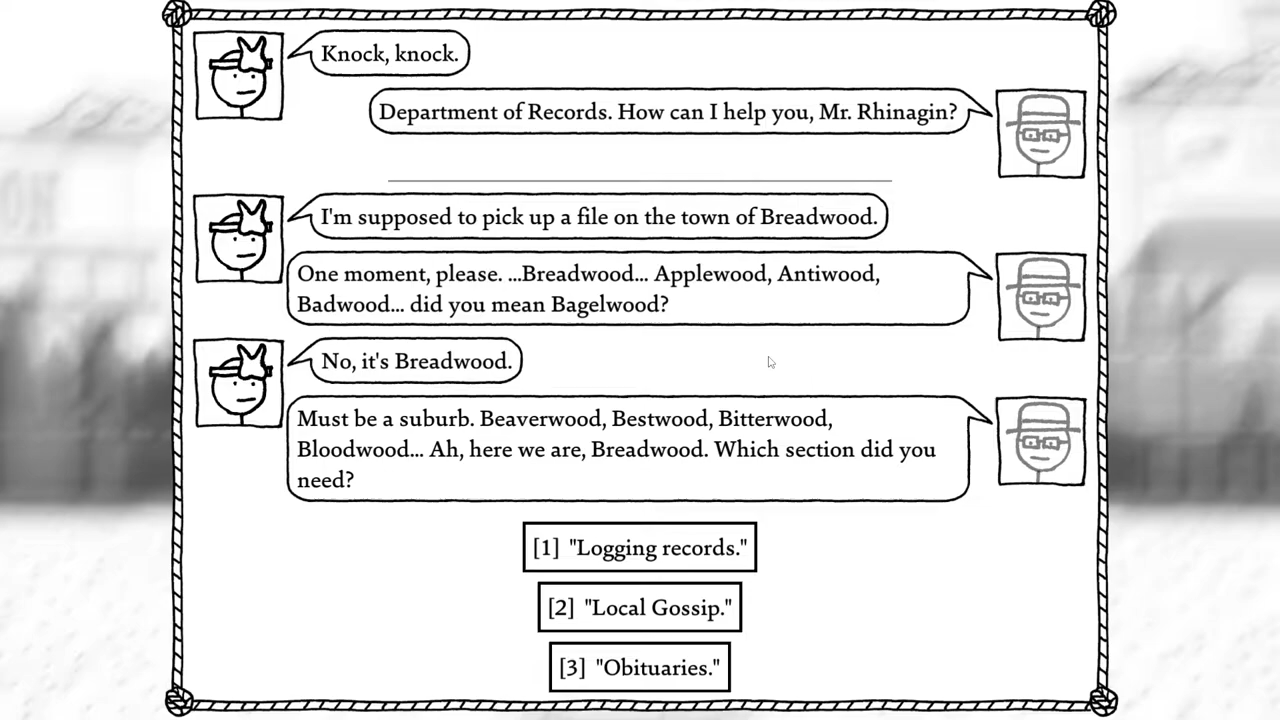 Knock, knock.
Department of Records. How can I help you, Mr. Rhinagin?
I'm supposed to pick up a file on the town of Breadwood.
One moment, please. ...Breadwood... Applewood, Antiwood,
Badwood... did you mean Bagelwood?
No, it's Breadwood.
Must be a suburb. Beaverwood, Bestwood, Bitterwood,
Bloodwood... Ah, here we are, Breadwood. Which section did you
need?
[1] "Logging records."
[2] "Local Gossip."
[3] "Obituaries."